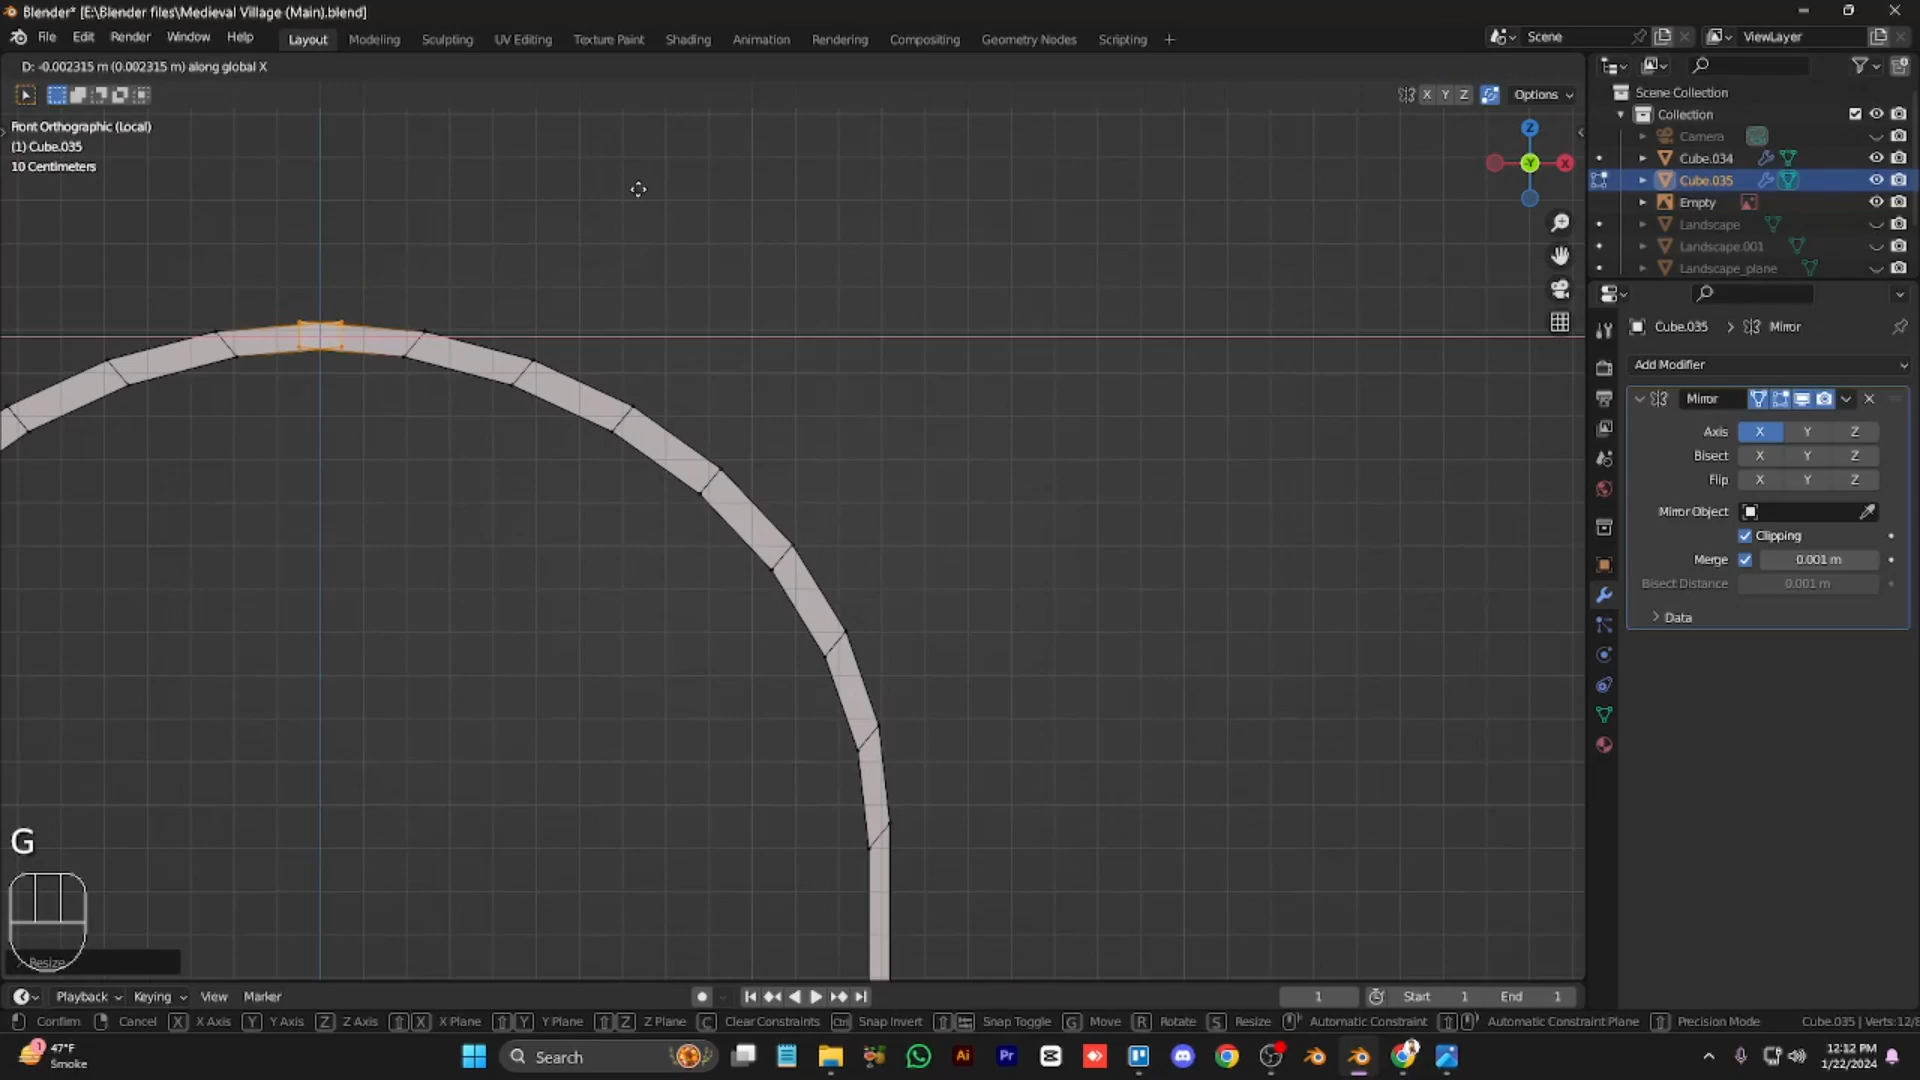 Blender* [E:\Blender files\Medieval Village (Main).blend]
File Edit Render Window Help Layout Modeling Sculpting UV Editing Texture Paint Shading Animation Rendering Compositing Geometry Nodes Scripting + Scene ViewLayer
D: -0.002315 m (0.002315 m) along global X
X Y Z Options
Front Orthographic (Local)
(1) Cube.035
10 Centimeters
Z
-Y X
Scene Collection
Collection
Camera
Cube.034
Cube.035
Empty
Landscape
Landscape.001
Landscape_plane
Cube.035 > Mirror
Add Modifier
Mirror
Axis X Y Z
Bisect X Y Z
Flip X Y Z
Mirror Object
Clipping
Merge 0.001 m
Bisect Distance 0.001 m
Data
G
Resize
Playback Keying View Marker 1 Start 1 End 1
Confirm Cancel X X Axis Y Y Axis Z Z Axis X X Plane Y Y Plane Z Z Plane C Clear Constraints Ctrl Snap Invert Snap Toggle G Move R Rotate S Resize Automatic Constraint Automatic Constraint Plane Precision Mode Cube.035 | Verts:12/8
1 47°F
Smoke
Search
Ai Pr
12:12 PM
1/22/2024